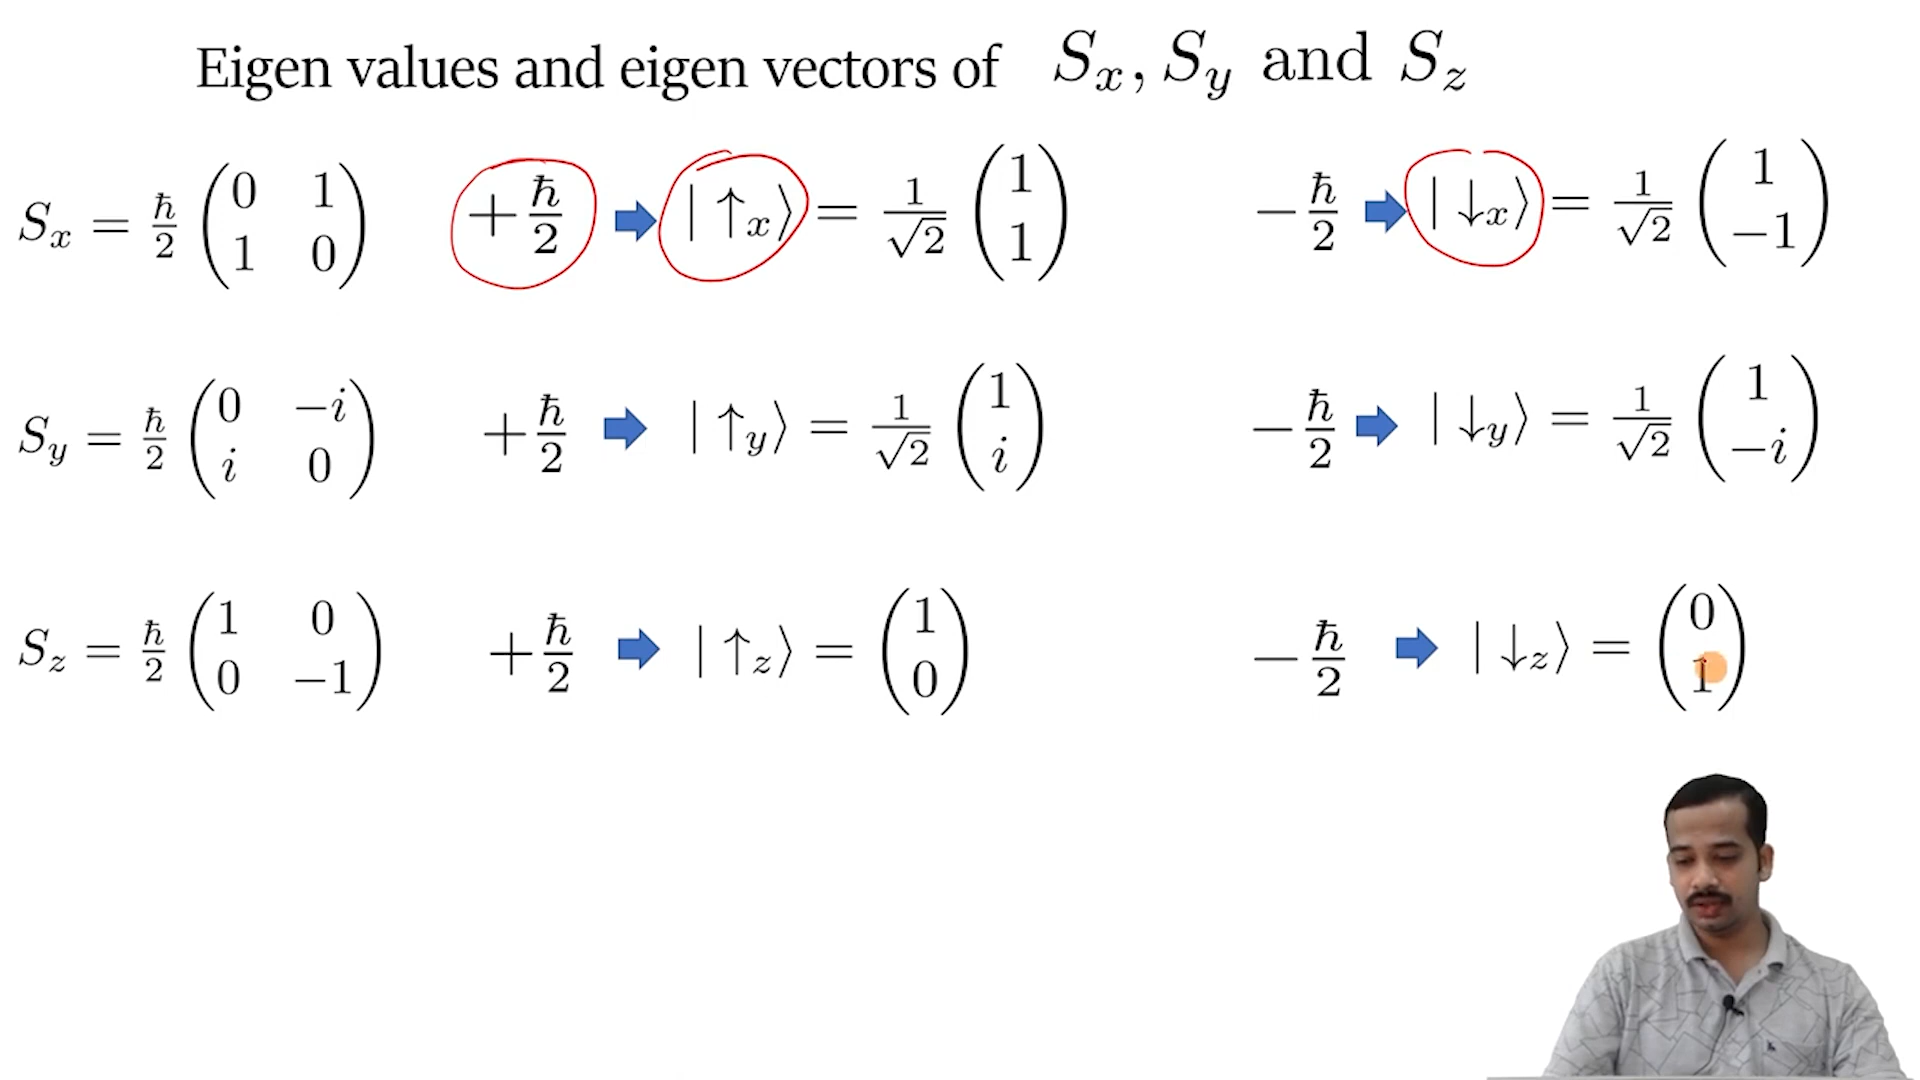 Eigen values and eigen vectors of S_x, S_y and S_z
S_x = ħ/2 (0 1; 1 0) +ħ/2 ➡ |↑_x⟩ = 1/√2 (1; 1) −ħ/2 ➡ |↓_x⟩ = 1/√2 (1; −1)
S_y = ħ/2 (0 −i; i 0) +ħ/2 ➡ |↑_y⟩ = 1/√2 (1; i) −ħ/2 ➡ |↓_y⟩ = 1/√2 (1; −i)
S_z = ħ/2 (1 0; 0 −1) +ħ/2 ➡ |↑_z⟩ = (1; 0) −ħ/2 ➡ |↓_z⟩ = (0; 1)